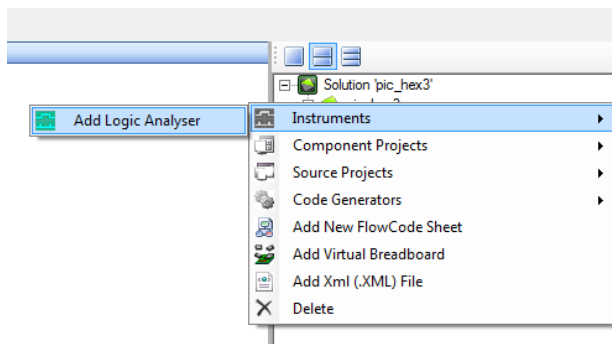 Solution 'pic_hex3'
Add Logic Analyser
Instruments
Component Projects
Source Projects
Code Generators
Add New FlowCode Sheet
Add Virtual Breadboard
Add Xml (.XML) File
Delete